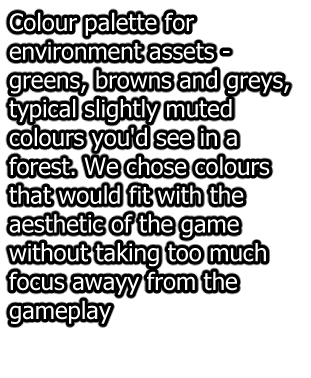 Colour palette for
environment assets -
greens, browns and greys,
typical slightly muted
colours you'd see in a
forest. We chose colours
that would fit with the
aesthetic of the game
without taking too much
focus awayy from the
gameplay